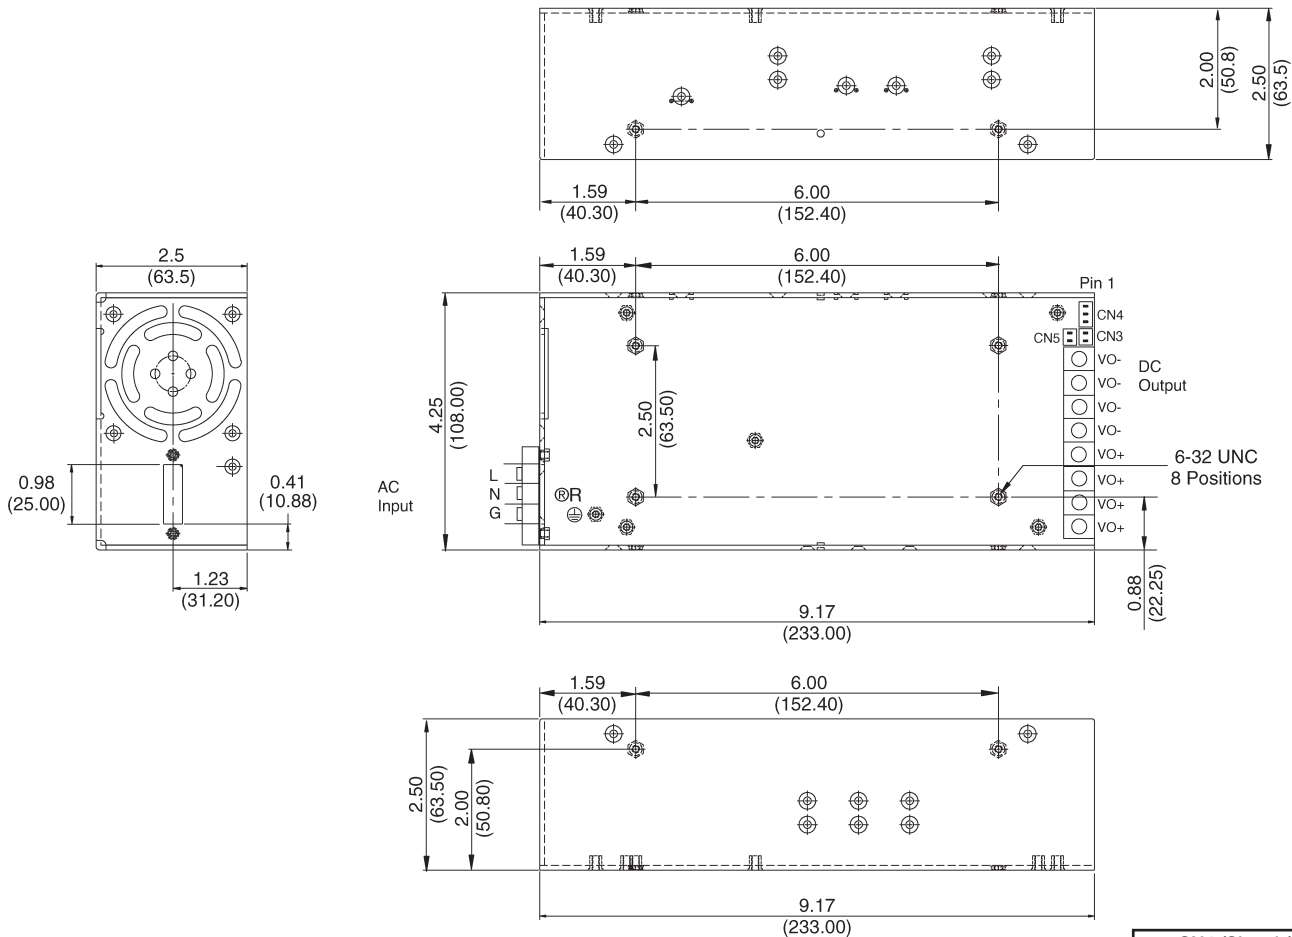 2.00
(50.8)
2.50
(63.5)
1.59
(40.30)
6.00
(152.40)
2.5
(63.5)
0.98
(25.00)
0.41
(10.88)
1.23
(31.20)
1.59
(40.30)
6.00
(152.40)
Pin 1
CN4
CN5
CN3
VO-
VO-
VO-
VO-
VO+
VO+
VO+
VO+
DC
Output
4.25
(108.00)
2.50
(63.50)
AC
Input
L
N
G
®R
6-32 UNC
8 Positions
0.88
(22.25)
9.17
(233.00)
1.59
(40.30)
6.00
(152.40)
2.50
(63.50)
2.00
(50.80)
9.17
(233.00)